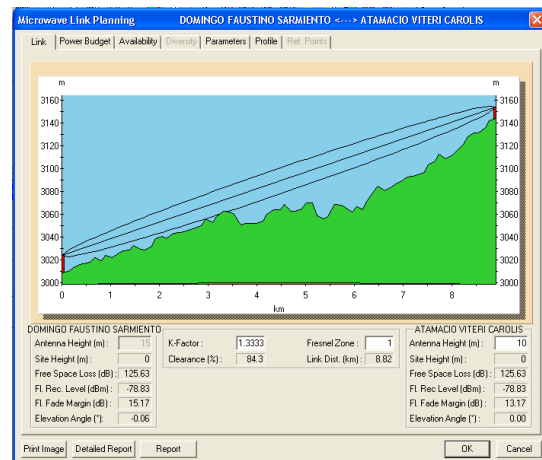 Microwave Link Planning DOMINGO FAUSTINO SARMIENTO <---> ATAMACIO VITERI CAROLIS
Link Power Budget Availability Diversity Parameters Profile Ref. Points
m m
3160 3160
3140 3140
3120 3120
3100 3100
3080 3080
3060 3060
3040 3040
3020 3020
3000 3000
0 1 2 3 4 5 6 7 8
km
DOMINGO FAUSTINO SARMIENTO
Antenna Height (m) : 15
Site Height (m) : 0
Free Space Loss (dB) : 125.63
Fl. Rec. Level (dBm) : -78.83
Fl. Fade Margin (dB) : 15.17
Elevation Angle (°): -0.06
K-Factor : 1.3333 Fresnel Zone : 1
Clearance (%) : 84.3 Link Dist. (km) : 8.82
ATAMACIO VITERI CAROLIS
Antenna Height (m) : 10
Site Height (m) : 0
Free Space Loss (dB) : 125.63
Fl. Rec. Level (dBm) : -78.83
Fl. Fade Margin (dB) : 13.17
Elevation Angle (°): 0.00
Print Image Detailed Report Report OK Cancel